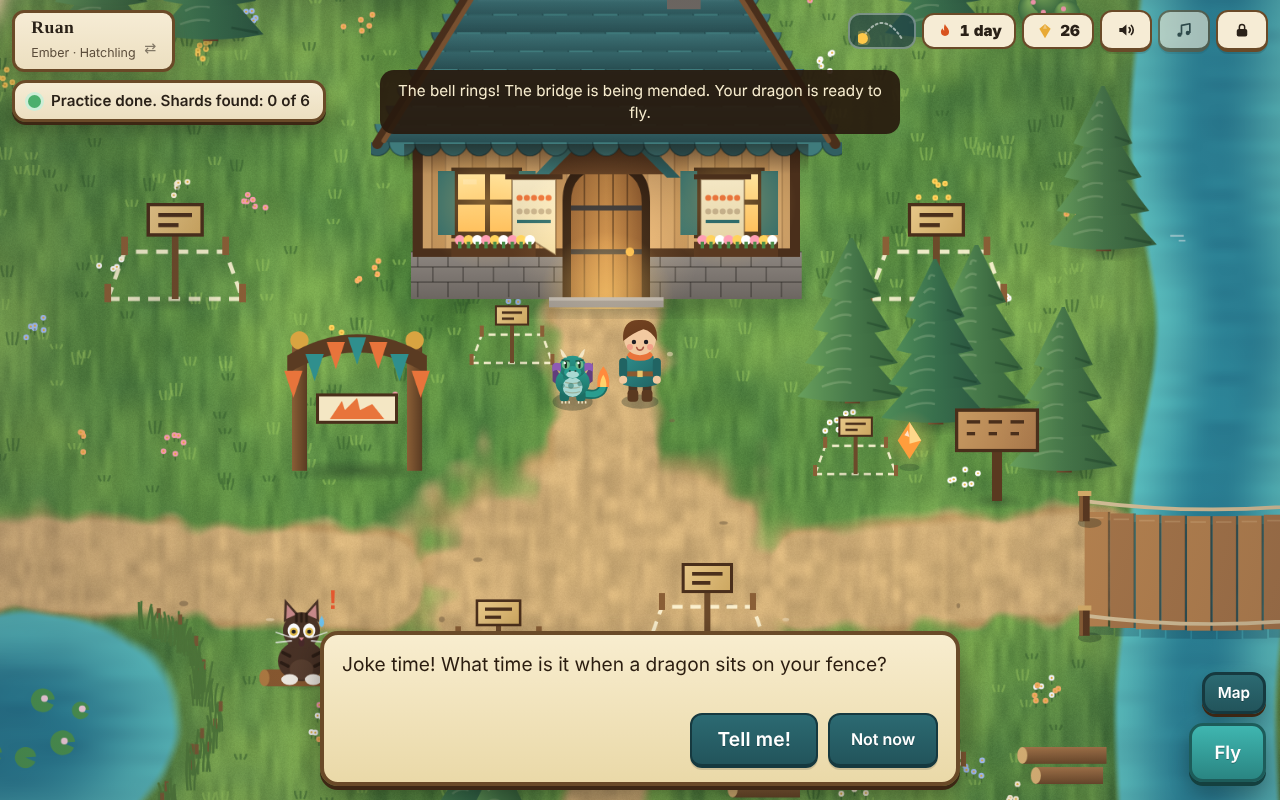 Ruan
Ember · Hatchling
Practice done. Shards found: 0 of 6
1 day
26
The bell rings! The bridge is being mended. Your dragon is ready to
fly.
!
Joke time! What time is it when a dragon sits on your fence?
Tell me!
Not now
Map
Fly